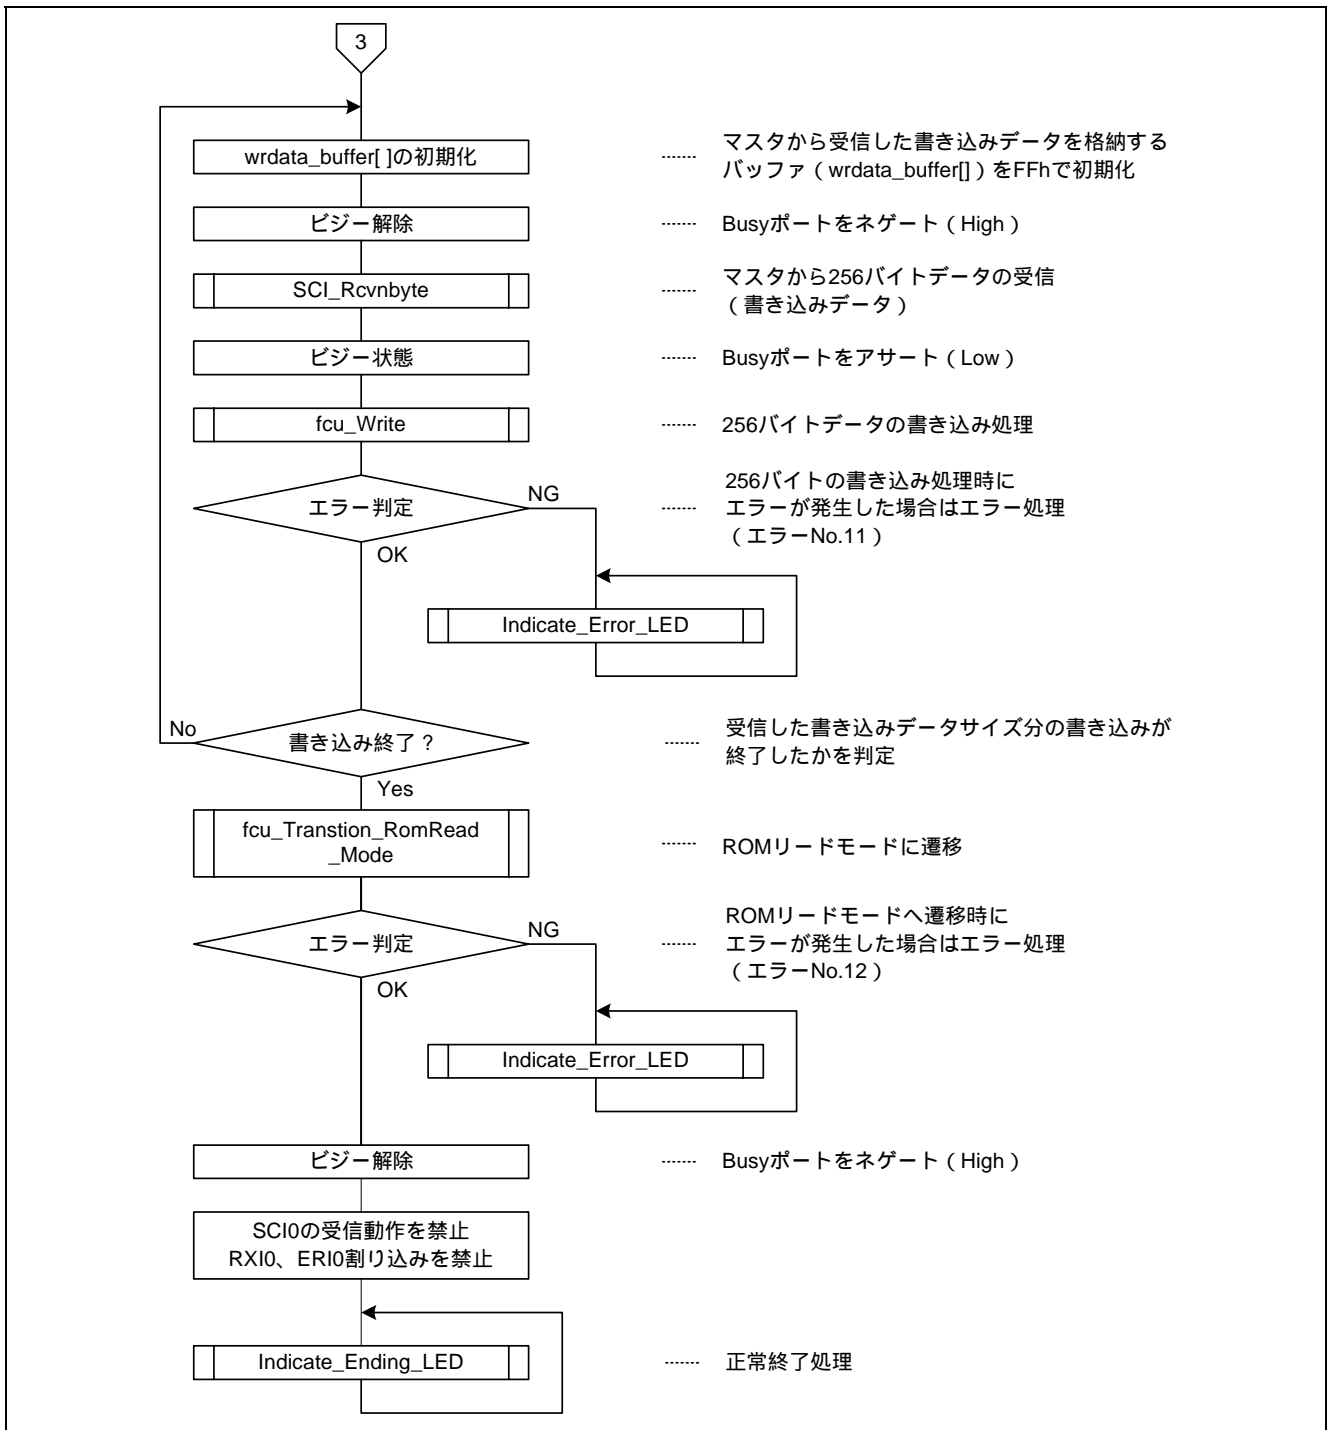 3
wrdata_buffer[ ]の初期化
マスタから受信した書き込みデータを格納する
バッファ（wrdata_buffer[]）をFFhで初期化
ビジー解除
Busyポートをネゲート（High）
SCI_Rcvnbyte
マスタから256バイトデータの受信
（書き込みデータ）
ビジー状態
Busyポートをアサート（Low）
fcu_Write
256バイトデータの書き込み処理
エラー判定
NG
OK
256バイトの書き込み処理時に
エラーが発生した場合はエラー処理
（エラーNo.11）
Indicate_Error_LED
No
書き込み終了？
Yes
受信した書き込みデータサイズ分の書き込みが
終了したかを判定
fcu_Transtion_RomRead
_Mode
ROMリードモードに遷移
エラー判定
NG
OK
ROMリードモードへ遷移時に
エラーが発生した場合はエラー処理
（エラーNo.12）
Indicate_Error_LED
ビジー解除
Busyポートをネゲート（High）
SCI0の受信動作を禁止
RXI0、ERI0割り込みを禁止
Indicate_Ending_LED
正常終了処理